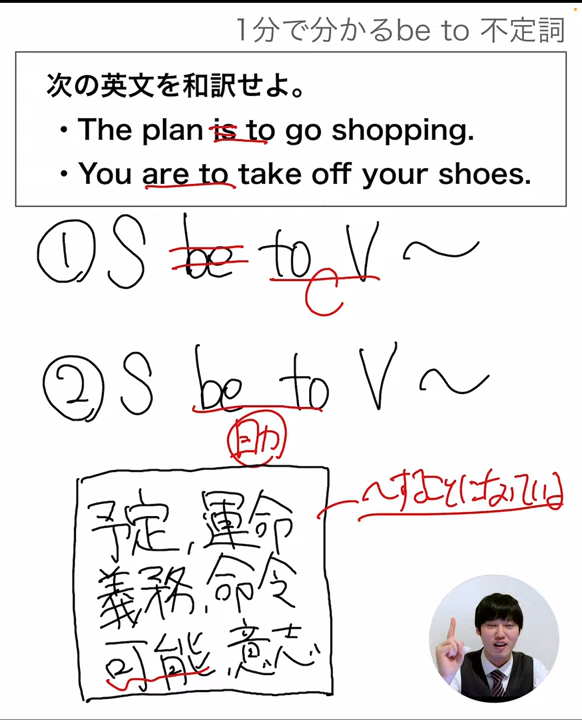 1分で分かるbe to 不定詞
次の英文を和訳せよ。
・The plan is to go shopping.
・You are to take off your shoes.
① S be to V 〜
C
② S be to V 〜
助
予定, 運命
〜することになっている
義務, 命令
可能, 意志